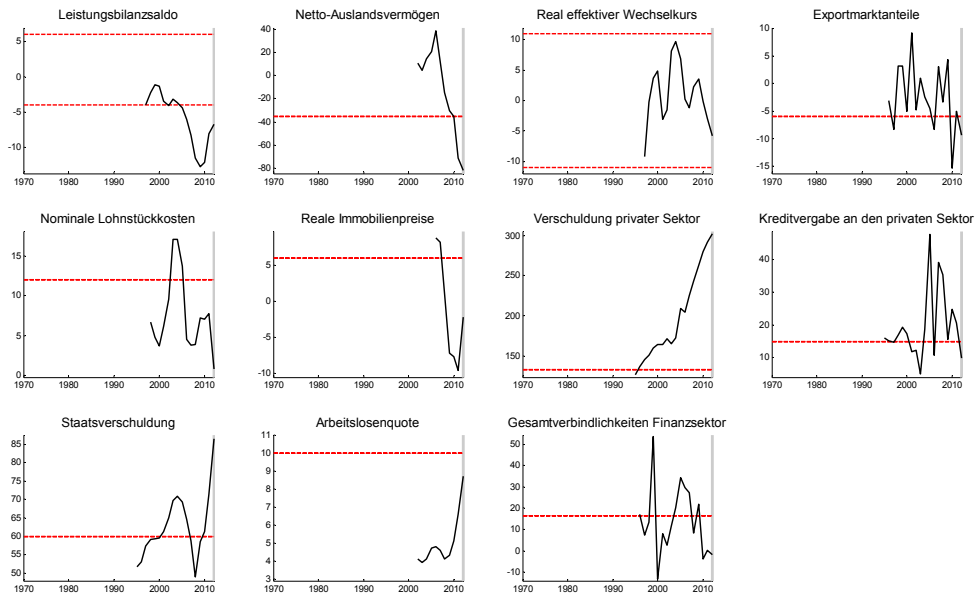 Leistungsbilanzsaldo
5
0
-5
-10
1970 1980 1990 2000 2010
Netto-Auslandsvermögen
40
20
0
-20
-40
-60
-80
1970 1980 1990 2000 2010
Real effektiver Wechselkurs
10
5
0
-5
-10
1970 1980 1990 2000 2010
Exportmarktanteile
10
5
0
-5
-10
-15
1970 1980 1990 2000 2010
Nominale Lohnstückkosten
15
10
5
0
1970 1980 1990 2000 2010
Reale Immobilienpreise
5
0
-5
-10
1970 1980 1990 2000 2010
Verschuldung privater Sektor
300
250
200
150
1970 1980 1990 2000 2010
Kreditvergabe an den privaten Sektor
40
30
20
10
1970 1980 1990 2000 2010
Staatsverschuldung
85
80
75
70
65
60
55
50
1970 1980 1990 2000 2010
Arbeitslosenquote
11
10
9
8
7
6
5
4
3
1970 1980 1990 2000 2010
Gesamtverbindlichkeiten Finanzsektor
50
40
30
20
10
0
-10
1970 1980 1990 2000 2010